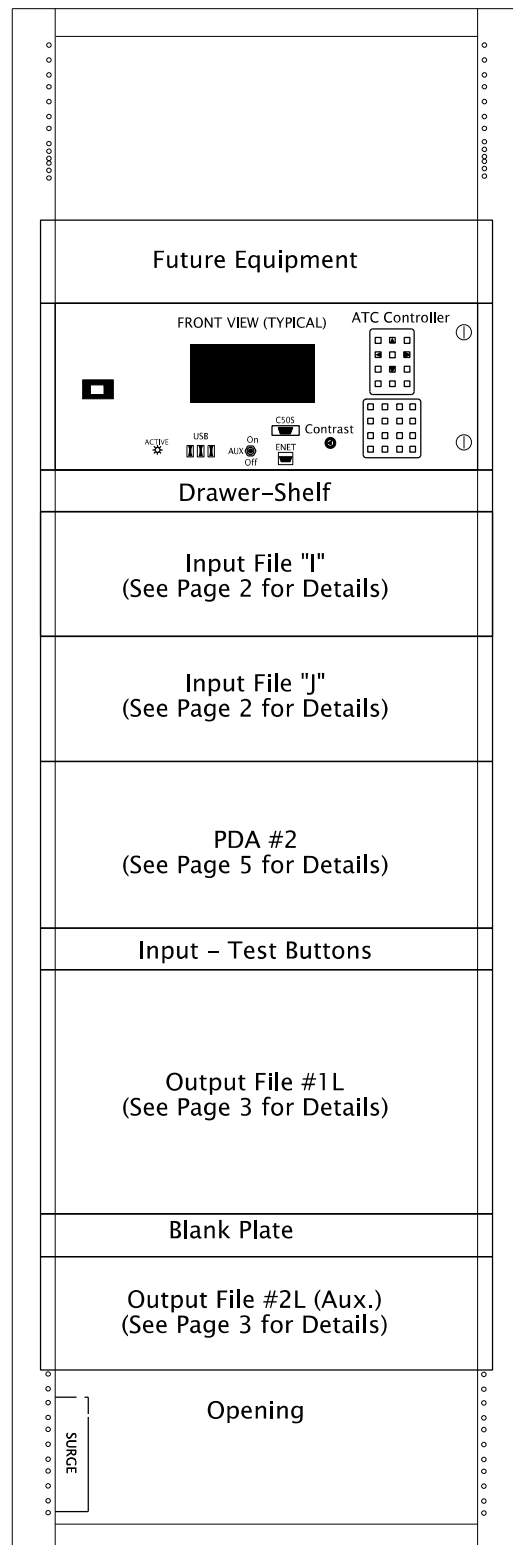 Future Equipment
FRONT VIEW (TYPICAL)
ATC Controller
C50S
Contrast
ACTIVE
USB
On
AUX
Off
ENET
Drawer-Shelf
Input File "I"
(See Page 2 for Details)
Input File "J"
(See Page 2 for Details)
PDA #2
(See Page 5 for Details)
Input - Test Buttons
Output File #1L
(See Page 3 for Details)
Blank Plate
Output File #2L (Aux.)
(See Page 3 for Details)
Opening
SURGE